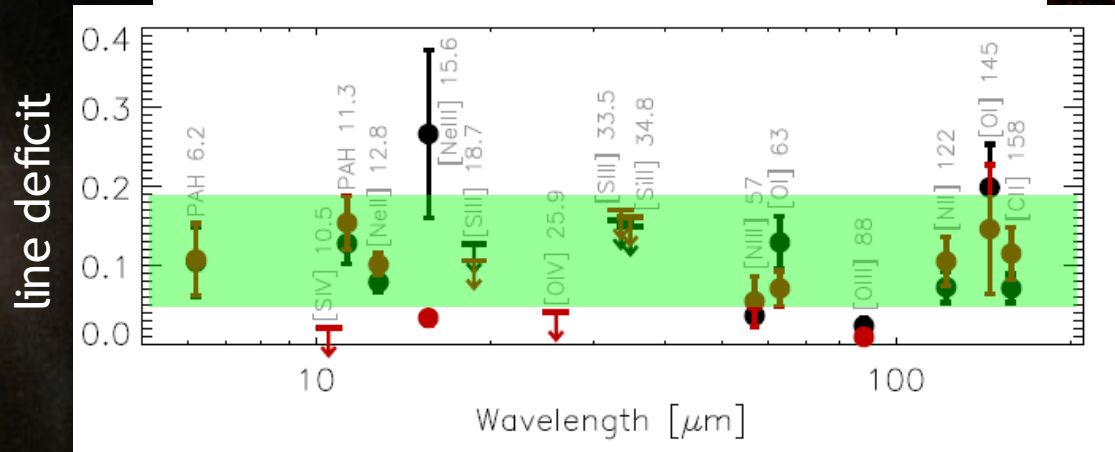 line deficit
0.4
0.3
0.2
0.1
0.0
PAH 6.2
[SIV] 10.5
PAH 11.3
[NeII] 12.8
[NeIII] 15.6
[SIII] 18.7
[OIV] 25.9
[SIII] 33.5
[SiII] 34.8
[NIII] 57
[OI] 63
[OIII] 88
[NII] 122
[OI] 145
[CII] 158
10
100
Wavelength [μm]